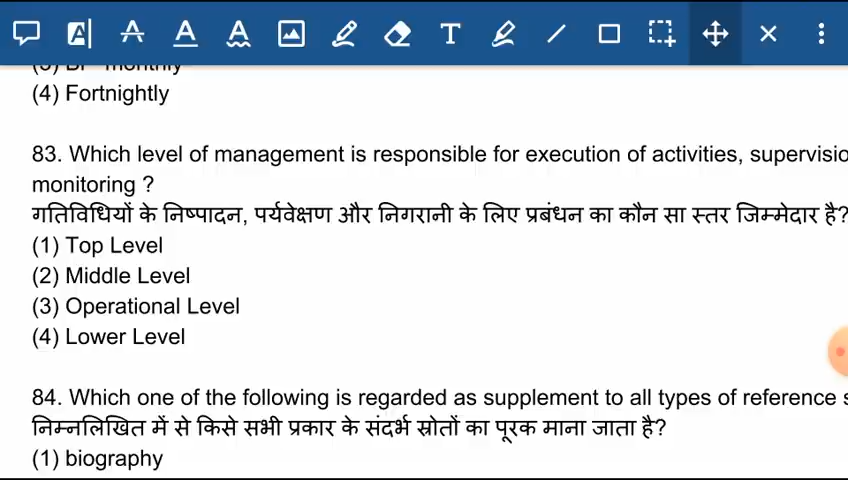 (4) Fortnightly
83. Which level of management is responsible for execution of activities, supervisio
monitoring ?
गतिविधियों के निष्पादन, पर्यवेक्षण और निगरानी के लिए प्रबंधन का कौन सा स्तर जिम्मेदार है?
(1) Top Level
(2) Middle Level
(3) Operational Level
(4) Lower Level
84. Which one of the following is regarded as supplement to all types of reference s
निम्नलिखित में से किसे सभी प्रकार के संदर्भ स्रोतों का पूरक माना जाता है?
(1) biography